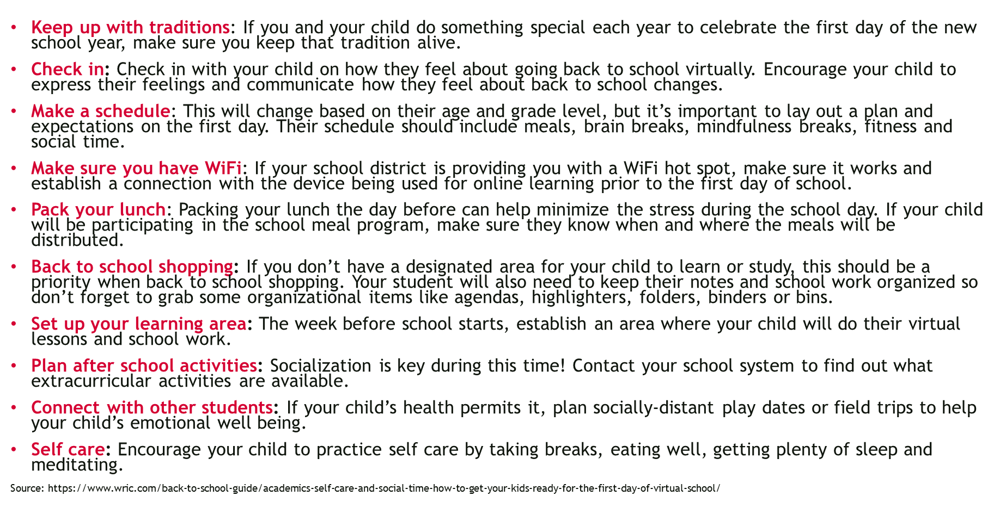 • Keep up with traditions: If you and your child do something special each year to celebrate the first day of the new
school year, make sure you keep that tradition alive.
• Check in: Check in with your child on how they feel about going back to school virtually. Encourage your child to
express their feelings and communicate how they feel about back to school changes.
• Make a schedule: This will change based on their age and grade level, but it’s important to lay out a plan and
expectations on the first day. Their schedule should include meals, brain breaks, mindfulness breaks, fitness and
social time.
• Make sure you have WiFi: If your school district is providing you with a WiFi hot spot, make sure it works and
establish a connection with the device being used for online learning prior to the first day of school.
• Pack your lunch: Packing your lunch the day before can help minimize the stress during the school day. If your child
will be participating in the school meal program, make sure they know when and where the meals will be
distributed.
• Back to school shopping: If you don’t have a designated area for your child to learn or study, this should be a
priority when back to school shopping. Your student will also need to keep their notes and school work organized so
don’t forget to grab some organizational items like agendas, highlighters, folders, binders or bins.
• Set up your learning area: The week before school starts, establish an area where your child will do their virtual
lessons and school work.
• Plan after school activities: Socialization is key during this time! Contact your school system to find out what
extracurricular activities are available.
• Connect with other students: If your child’s health permits it, plan socially-distant play dates or field trips to help
your child’s emotional well being.
• Self care: Encourage your child to practice self care by taking breaks, eating well, getting plenty of sleep and
meditating.
Source: https://www.wric.com/back-to-school-guide/academics-self-care-and-social-time-how-to-get-your-kids-ready-for-the-first-day-of-virtual-school/